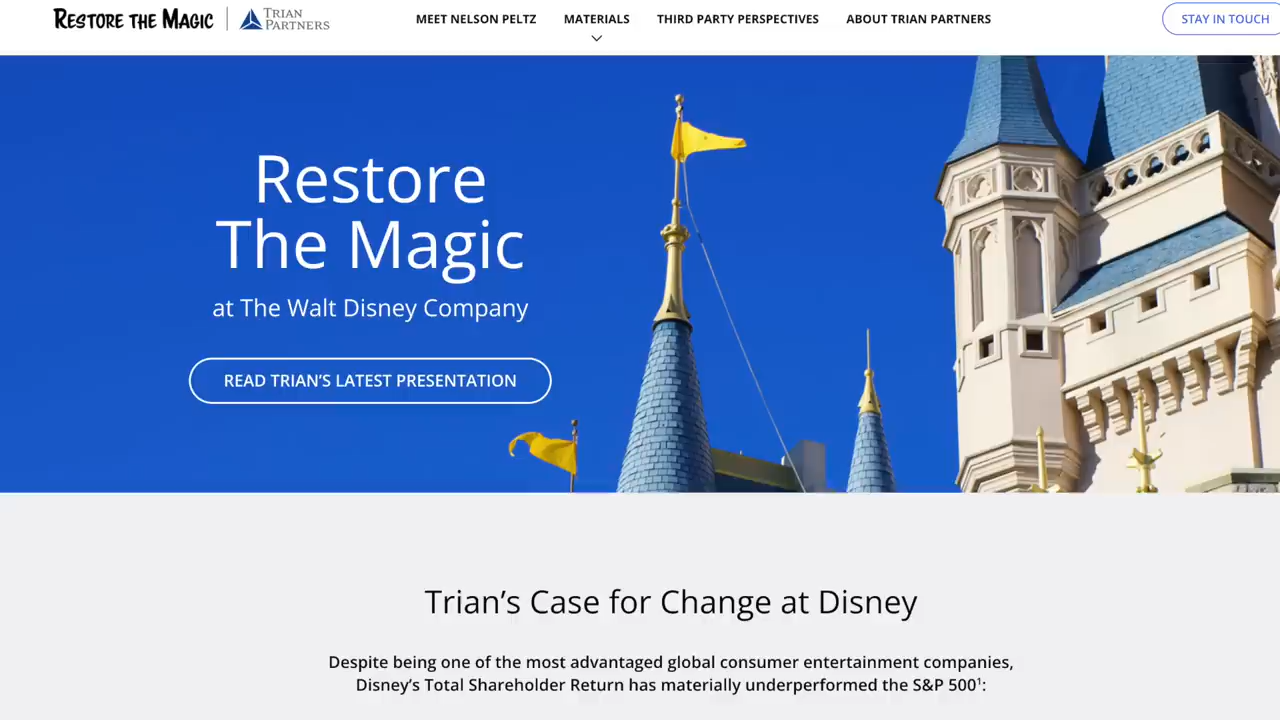 RESTORE THE MAGIC
TRIAN
PARTNERS
MEET NELSON PELTZ
MATERIALS
THIRD PARTY PERSPECTIVES
ABOUT TRIAN PARTNERS
STAY IN TOUCH
Restore
The Magic
at The Walt Disney Company
READ TRIAN’S LATEST PRESENTATION
Trian’s Case for Change at Disney
Despite being one of the most advantaged global consumer entertainment companies,
Disney’s Total Shareholder Return has materially underperformed the S&P 500¹: